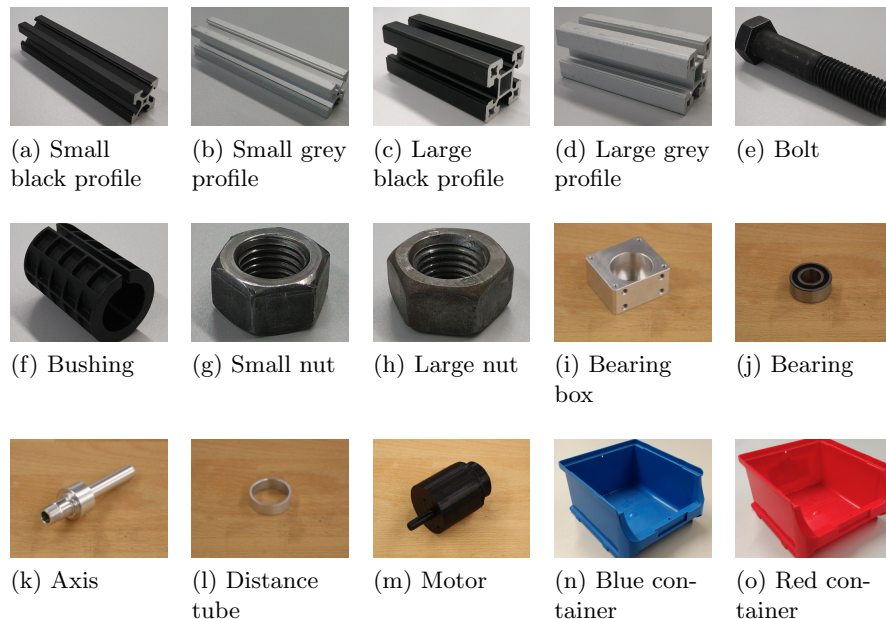 (a) Small
black profile
(b) Small grey
profile
(c) Large
black profile
(d) Large grey
profile
(e) Bolt
(f) Bushing
(g) Small nut
(h) Large nut
(i) Bearing
box
(j) Bearing
(k) Axis
(l) Distance
tube
(m) Motor
(n) Blue con-
tainer
(o) Red con-
tainer